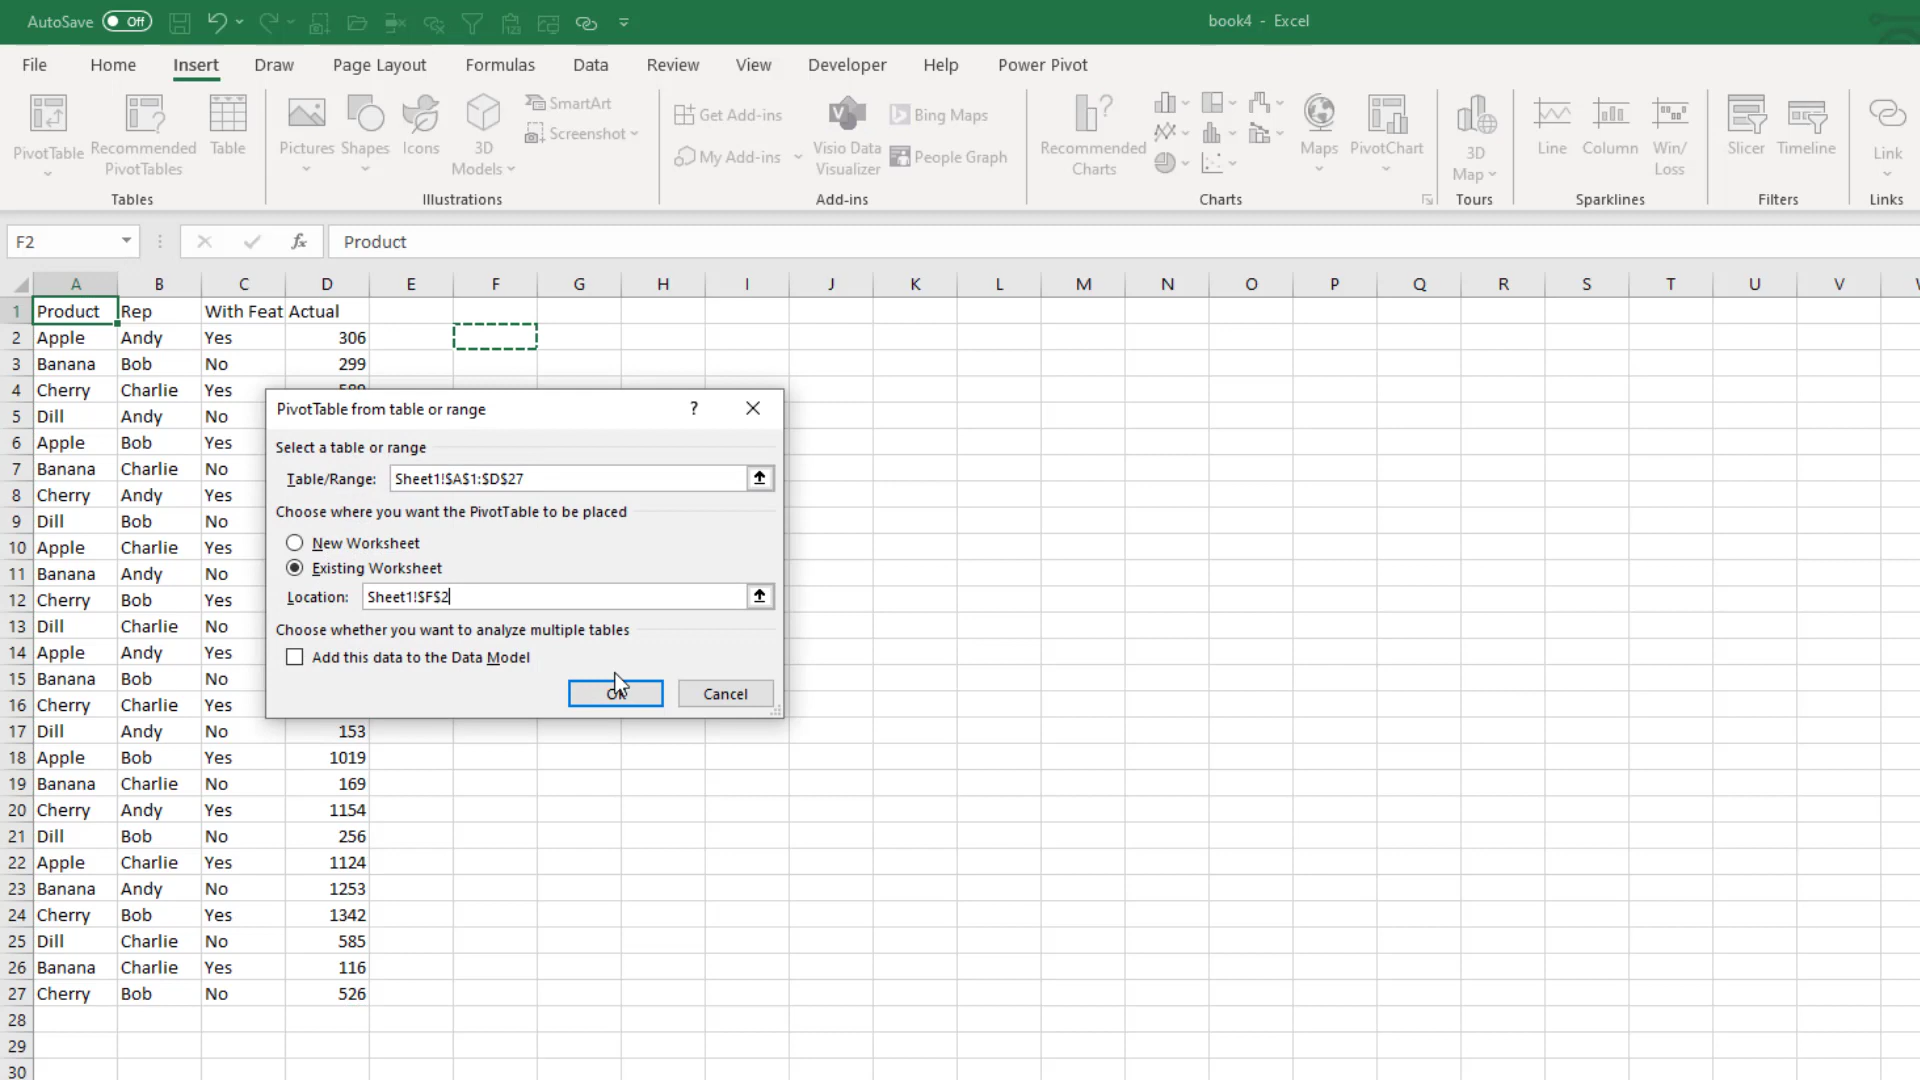 AutoSave Off book4 - Excel
File Home Insert Draw Page Layout Formulas Data Review View Developer Help Power Pivot
PivotTable Recommended PivotTables Table
Tables
Pictures Shapes Icons 3D Models SmartArt Screenshot
Illustrations
Get Add-ins My Add-ins Visio Data Visualizer Bing Maps People Graph
Add-ins
Recommended Charts Maps PivotChart
Charts
3D Map
Tours
Line Column Win/Loss
Sparklines
Slicer Timeline
Filters
Link
Links
F2 fx Product
A B C D E F G H I J K L M N O P Q R S T U V
1 Product Rep With Feat Actual
2 Apple Andy Yes 306
3 Banana Bob No 299
4 Cherry Charlie Yes 589
5 Dill Andy No
6 Apple Bob Yes
7 Banana Charlie No
8 Cherry Andy Yes
9 Dill Bob No
10 Apple Charlie Yes
11 Banana Andy No
12 Cherry Bob Yes
13 Dill Charlie No
14 Apple Andy Yes
15 Banana Bob No
16 Cherry Charlie Yes
17 Dill Andy No 153
18 Apple Bob Yes 1019
19 Banana Charlie No 169
20 Cherry Andy Yes 1154
21 Dill Bob No 256
22 Apple Charlie Yes 1124
23 Banana Andy No 1253
24 Cherry Bob Yes 1342
25 Dill Charlie No 585
26 Banana Charlie Yes 116
27 Cherry Bob No 526
28
29
30
PivotTable from table or range ?
Select a table or range
Table/Range: Sheet1!$A$1:$D$27
Choose where you want the PivotTable to be placed
New Worksheet
Existing Worksheet
Location: Sheet1!$F$2
Choose whether you want to analyze multiple tables
Add this data to the Data Model
OK Cancel